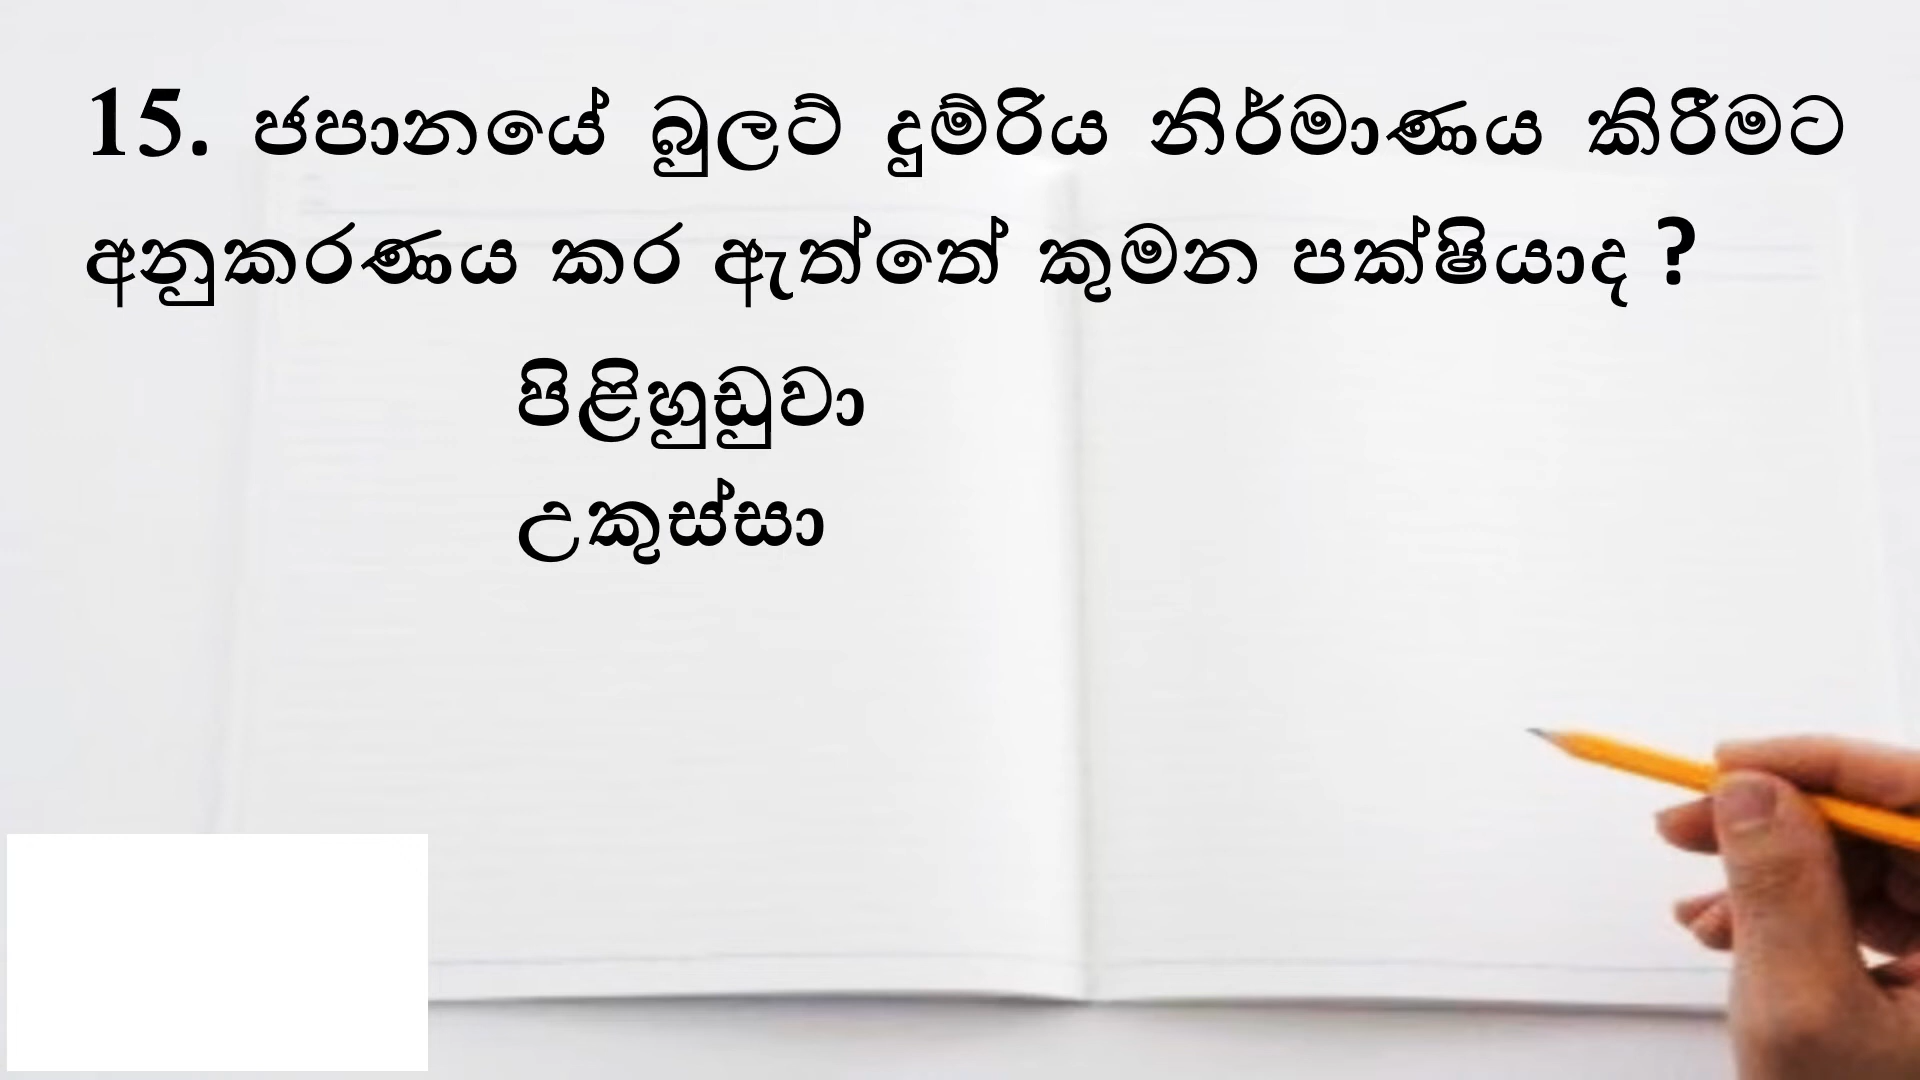 15. ජපානයේ බුලට් දුම්රිය නිර්මාණය කිරීමට
අනුකරණය කර ඇත්තේ කුමන පක්ෂියාද ?
පිළිහුඩුවා
උකුස්සා